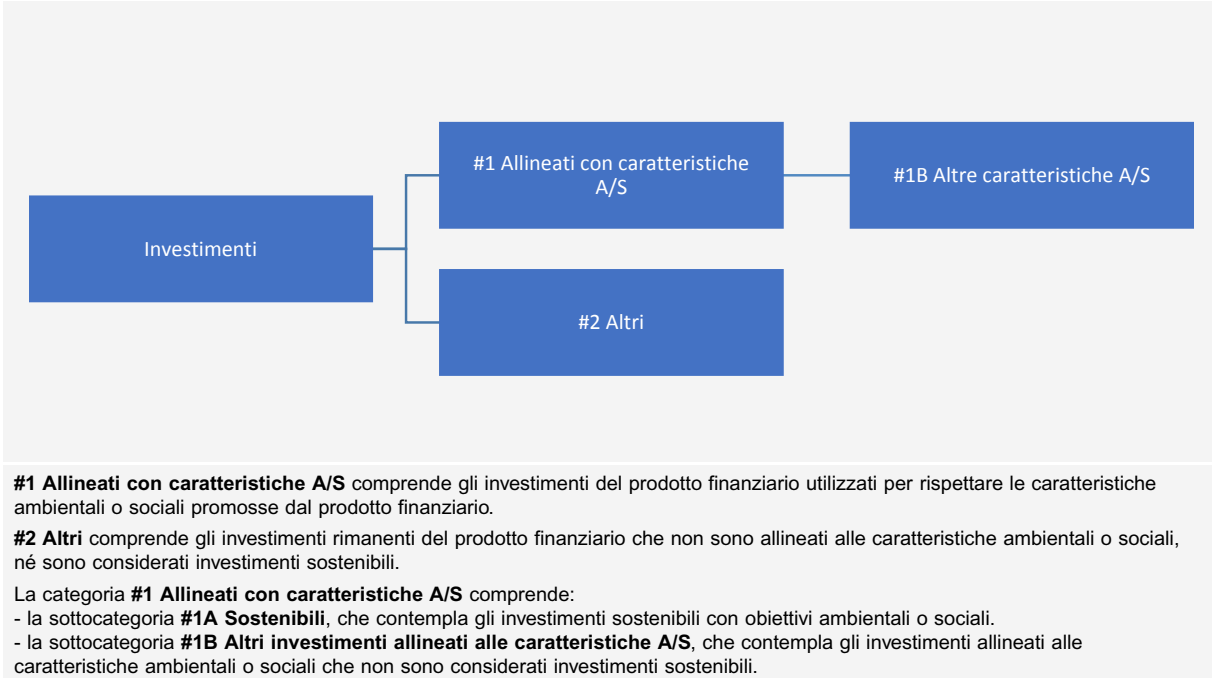 #1 Allineati con caratteristiche
A/S
#1B Altre caratteristiche A/S
Investimenti
#2 Altri
#1 Allineati con caratteristiche A/S comprende gli investimenti del prodotto finanziario utilizzati per rispettare le caratteristiche
ambientali o sociali promosse dal prodotto finanziario.
#2 Altri comprende gli investimenti rimanenti del prodotto finanziario che non sono allineati alle caratteristiche ambientali o sociali,
né sono considerati investimenti sostenibili.
La categoria #1 Allineati con caratteristiche A/S comprende:
- la sottocategoria #1A Sostenibili, che contempla gli investimenti sostenibili con obiettivi ambientali o sociali.
- la sottocategoria #1B Altri investimenti allineati alle caratteristiche A/S, che contempla gli investimenti allineati alle
caratteristiche ambientali o sociali che non sono considerati investimenti sostenibili.